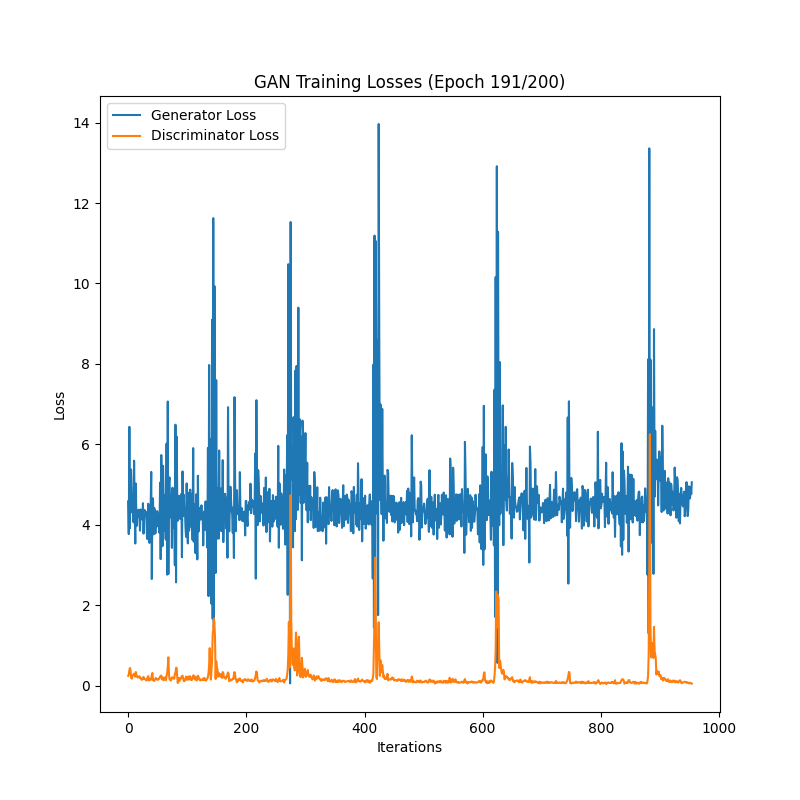 GAN Training Losses (Epoch 191/200)
Generator Loss
Discriminator Loss
14
12
10
8
6
4
2
0
Loss
0
200
400
600
800
1000
Iterations